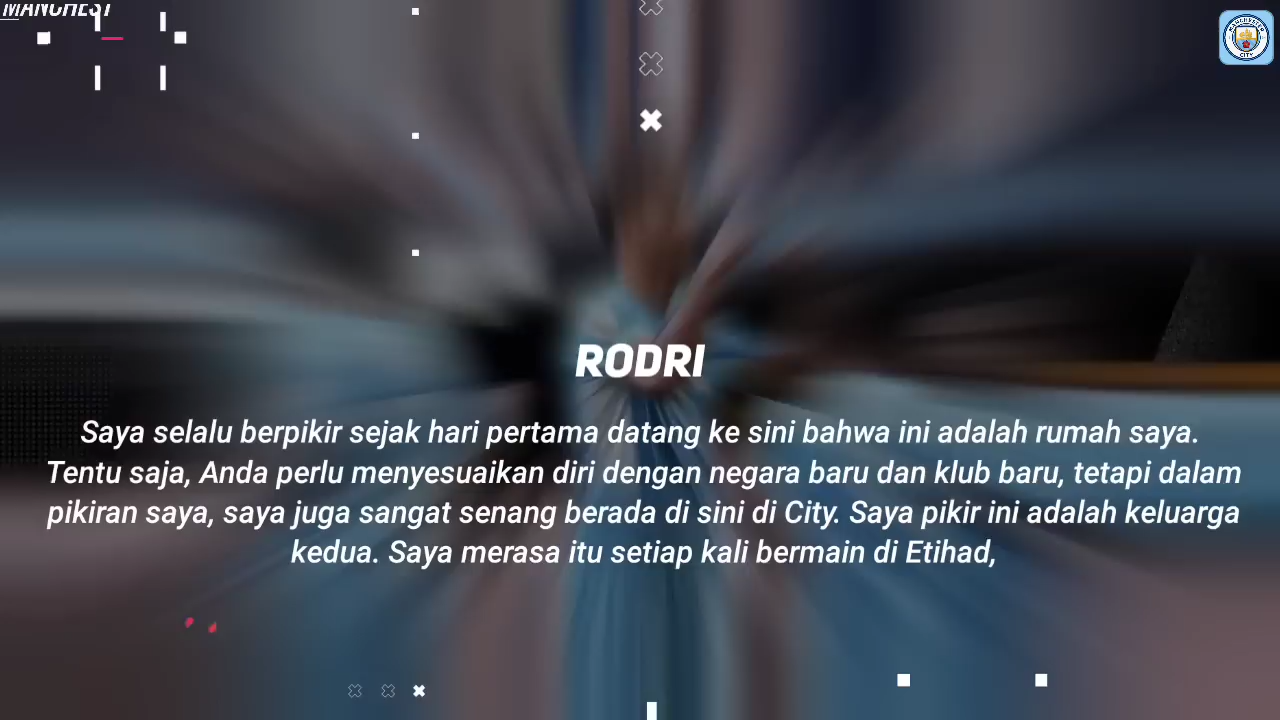 MANCHEST
RODRI
Saya selalu berpikir sejak hari pertama datang ke sini bahwa ini adalah rumah saya.
Tentu saja, Anda perlu menyesuaikan diri dengan negara baru dan klub baru, tetapi dalam
pikiran saya, saya juga sangat senang berada di sini di City. Saya pikir ini adalah keluarga
kedua. Saya merasa itu setiap kali bermain di Etihad,